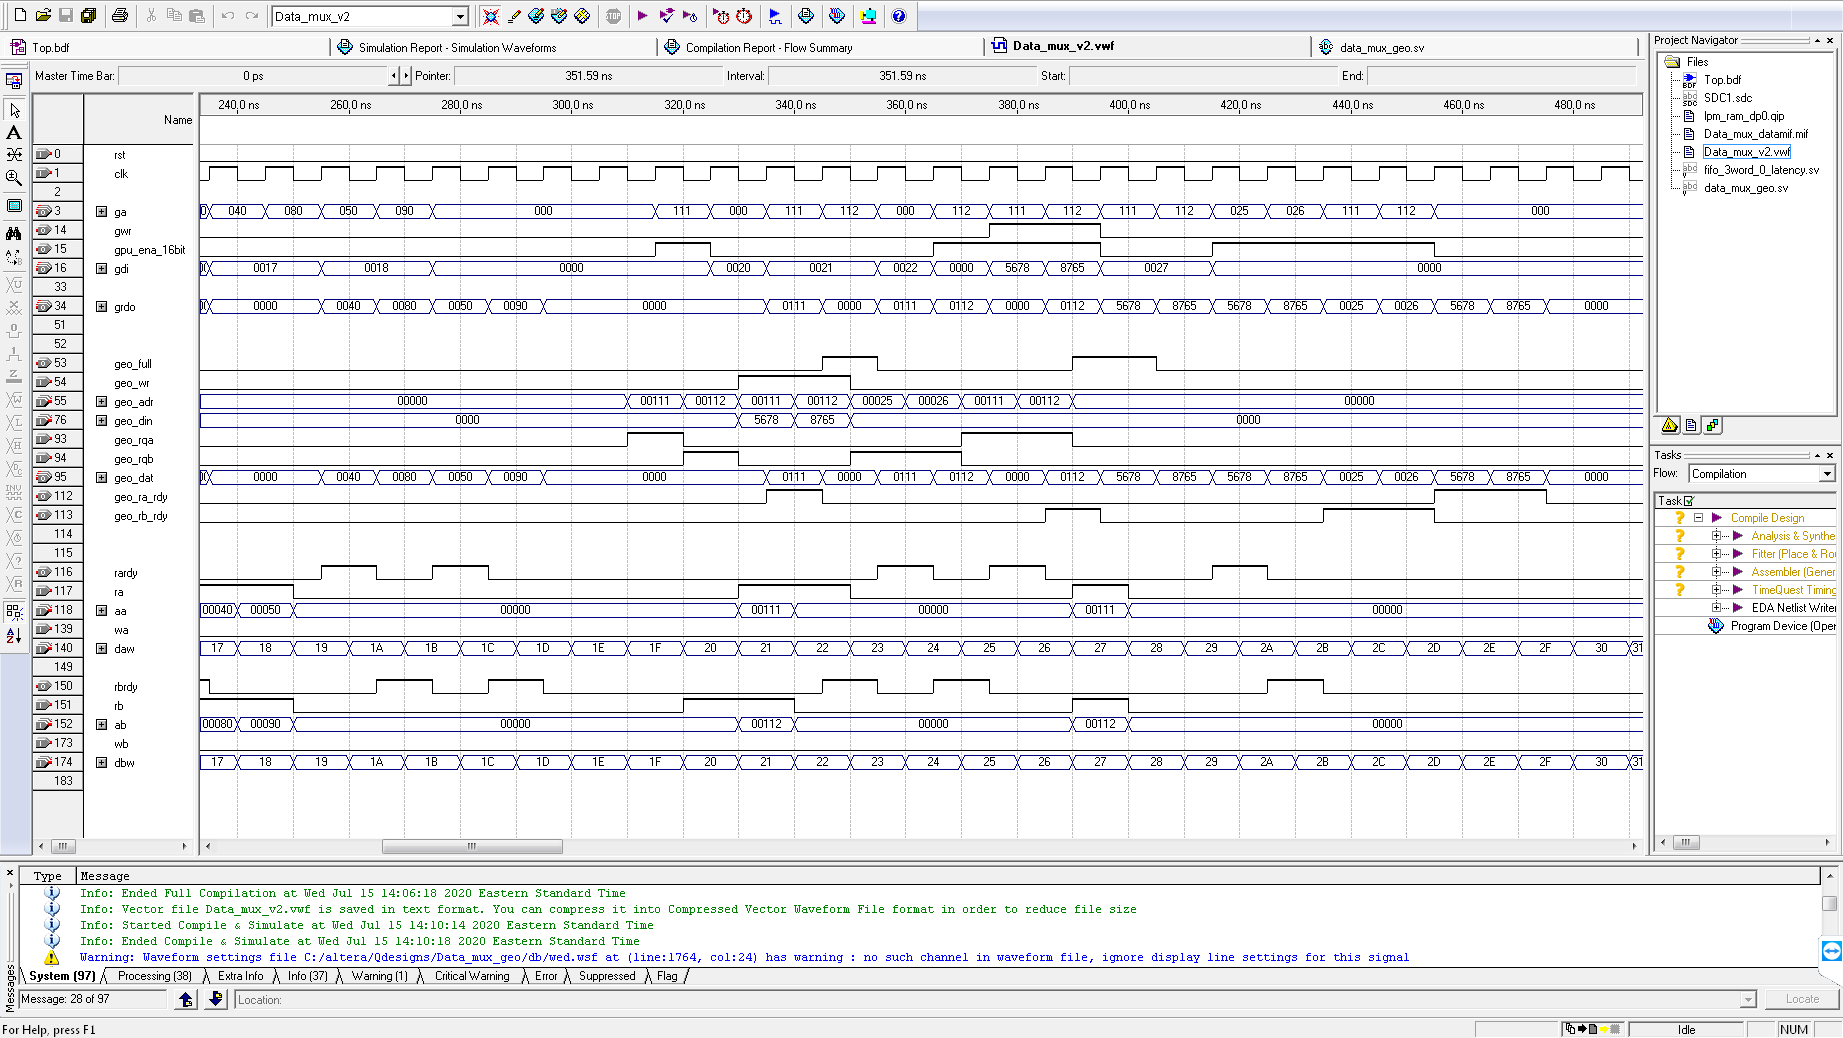 Data_mux_v2
Top.bdf
Simulation Report - Simulation Waveforms
Compilation Report - Flow Summary
Data_mux_v2.vwf
data_mux_geo.sv
Master Time Bar: 0 ps Pointer: 351.59 ns Interval: 351.59 ns Start: End:
Name 240.0 ns 260.0 ns 280.0 ns 300.0 ns 320.0 ns 340.0 ns 360.0 ns 380.0 ns 400.0 ns 420.0 ns 440.0 ns 460.0 ns 480.0 ns
0 rst
1 clk
2
3 ga 040 080 050 090 000 111 000 111 112 000 112 111 112 111 112 025 026 111 112 000
14 gwr
15 gpu_ena_16bit
16 gdi 0017 0018 0000 0020 0021 0022 0000 5678 8765 0027 0000
33
34 grdo 0000 0040 0080 0050 0090 0000 0111 0000 0111 0112 0000 0112 5678 8765 5678 8765 0025 0026 5678 8765 0000
51
52
53 geo_full
54 geo_wr
55 geo_adr 00000 00111 00112 00111 00112 00025 00026 00111 00112 00000
76 geo_din 0000 5678 8765 0000
93 geo_rqa
94 geo_rqb
95 geo_dat 0000 0040 0080 0050 0090 0000 0111 0000 0111 0112 0000 0112 5678 8765 5678 8765 0025 0026 5678 8765 0000
112 geo_ra_rdy
113 geo_rb_rdy
114
115
116 rardy
117 ra
118 aa 00040 00050 00000 00111 00000 00111 00000
139 wa
140 daw 17 18 19 1A 1B 1C 1D 1E 1F 20 21 22 23 24 25 26 27 28 29 2A 2B 2C 2D 2E 2F 30 31
149
150 rbrdy
151 rb
152 ab 00080 00090 00000 00112 00000 00112 00000
173 wb
174 dbw 17 18 19 1A 1B 1C 1D 1E 1F 20 21 22 23 24 25 26 27 28 29 2A 2B 2C 2D 2E 2F 30 31
183
Project Navigator
Files
Top.bdf
SDC1.sdc
lpm_ram_dp0.qip
Data_mux_datamif.mif
Data_mux_v2.vwf
fifo_3word_0_latency.sv
data_mux_geo.sv
Tasks
Flow: Compilation
Task
Compile Design
Analysis & Synthe
Fitter (Place & Ro
Assembler (Gener
TimeQuest Timing
EDA Netlist Writer
Program Device (Oper
Type Message
Info: Ended Full Compilation at Wed Jul 15 14:06:18 2020 Eastern Standard Time
Info: Vector file Data_mux_v2.vwf is saved in text format. You can compress it into Compressed Vector Waveform File format in order to reduce file size
Info: Started Compile & Simulate at Wed Jul 15 14:10:14 2020 Eastern Standard Time
Info: Ended Compile & Simulate at Wed Jul 15 14:10:18 2020 Eastern Standard Time
Warning: Waveform settings file C:/altera/Qdesigns/Data_mux_geo/db/wed.wsf at (line:1764, col:24) has warning : no such channel in waveform file, ignore display line settings for this signal
System (97) Processing (38) Extra Info Info (37) Warning (1) Critical Warning Error Suppressed Flag
Messages
Message: 28 of 97 Location: Locate
For Help, press F1 Idle NUM